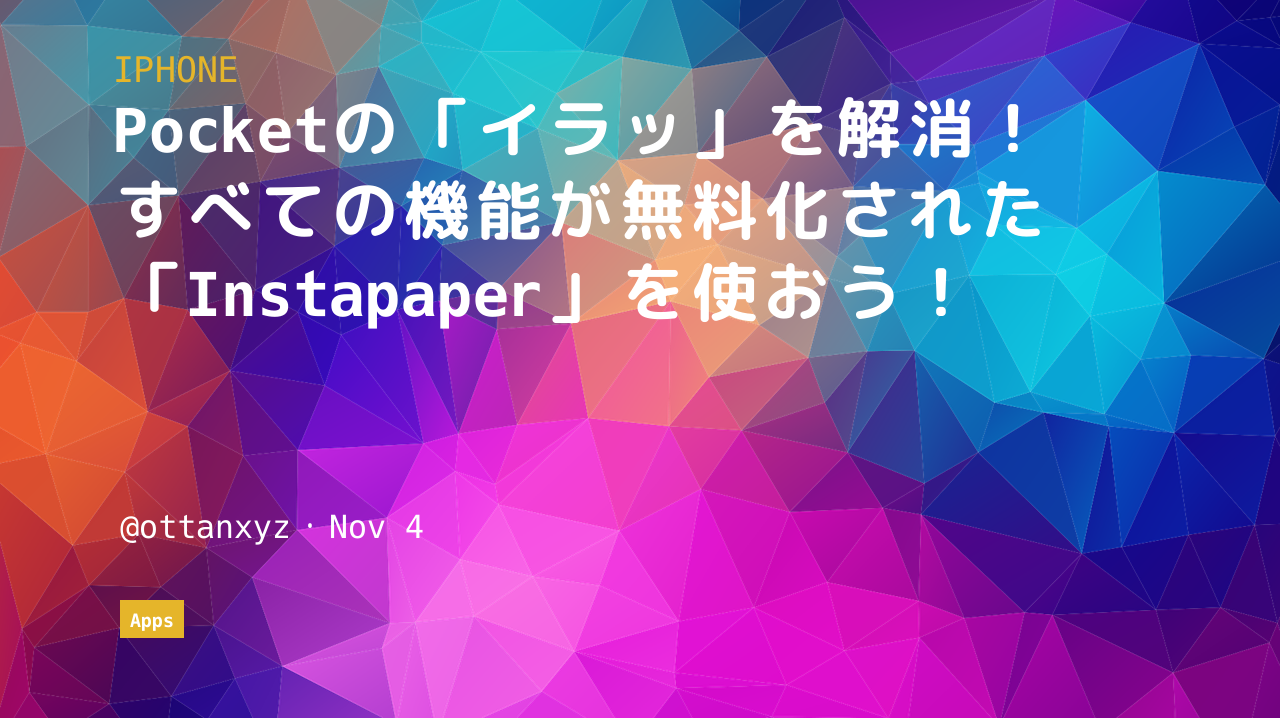 IPHONE
Pocketの「イラッ」を解消！
すべての機能が無料化された
「Instapaper」を使おう！
@ottanxyz・Nov 4
Apps